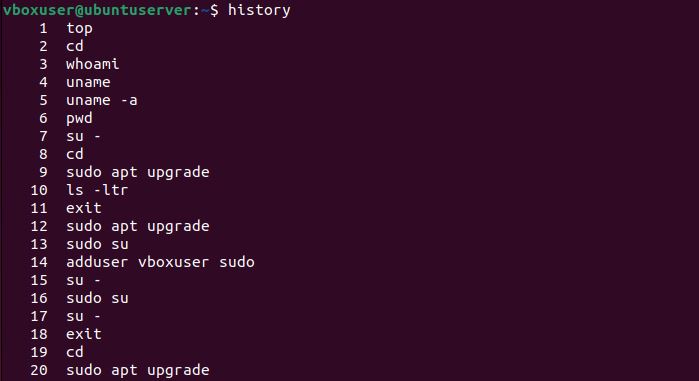 vboxuser@ubuntuserver:~$ history
1 top
2 cd
3 whoami
4 uname
5 uname -a
6 pwd
7 su -
8 cd
9 sudo apt upgrade
10 ls -ltr
11 exit
12 sudo apt upgrade
13 sudo su
14 adduser vboxuser sudo
15 su -
16 sudo su
17 su -
18 exit
19 cd
20 sudo apt upgrade